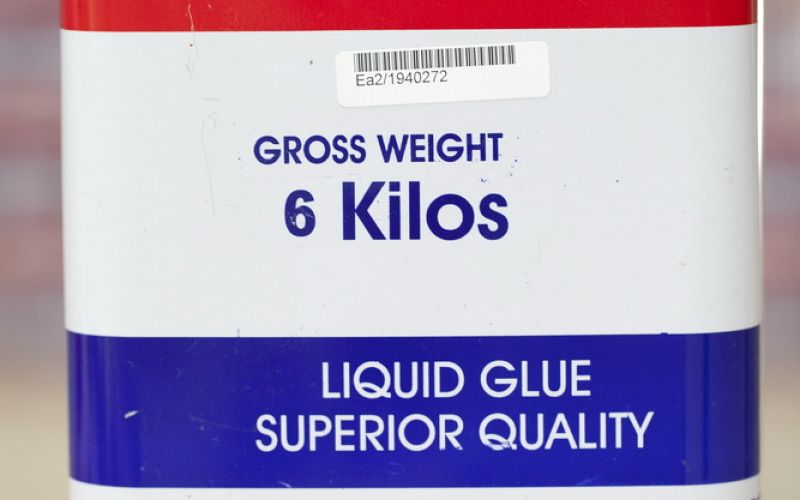 Ea2/1940272
GROSS WEIGHT
6 Kilos
LIQUID GLUE
SUPERIOR QUALITY